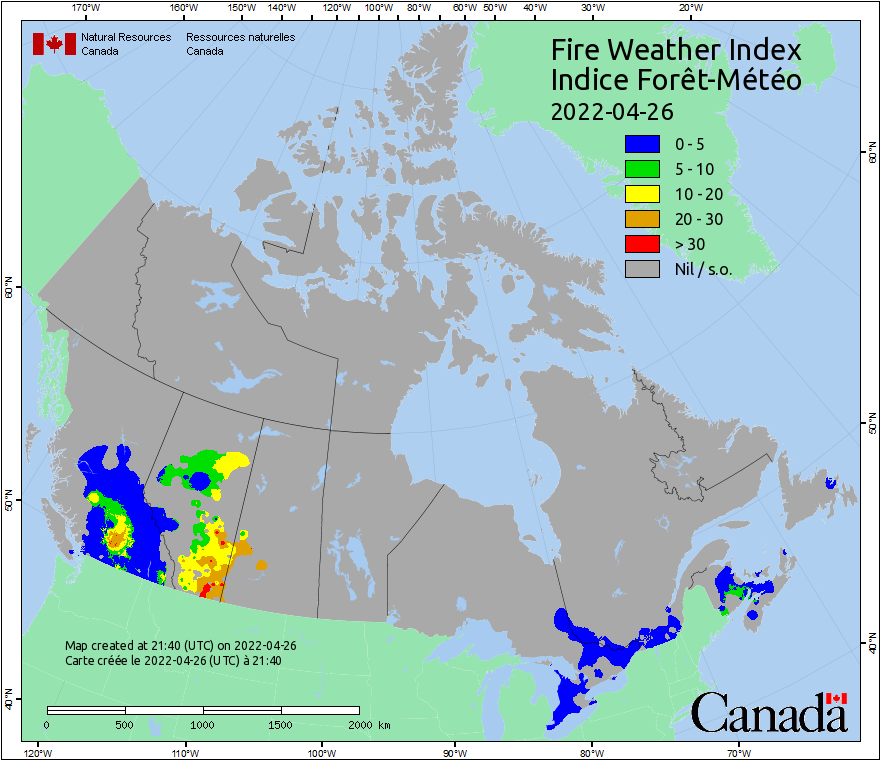 170°W 160°W 150°W 140°W 130°W 120°W 110°W 100°W 90°W 80°W 60°W 50°W 40°W 30°W 20°W
Natural Resources Ressources naturelles
Canada Canada
Fire Weather Index
Indice Forêt-Météo
2022-04-26
0 - 5
5 - 10
10 - 20
20 - 30
> 30
Nil / s.o.
60°N
60°N
50°N
50°N
40°N
40°N
Map created at 21:40 (UTC) on 2022-04-26
Carte créée le 2022-04-26 (UTC) à 21:40
0 500 1000 1500 2000 km
Canada
120°W 110°W 100°W 90°W 80°W 70°W